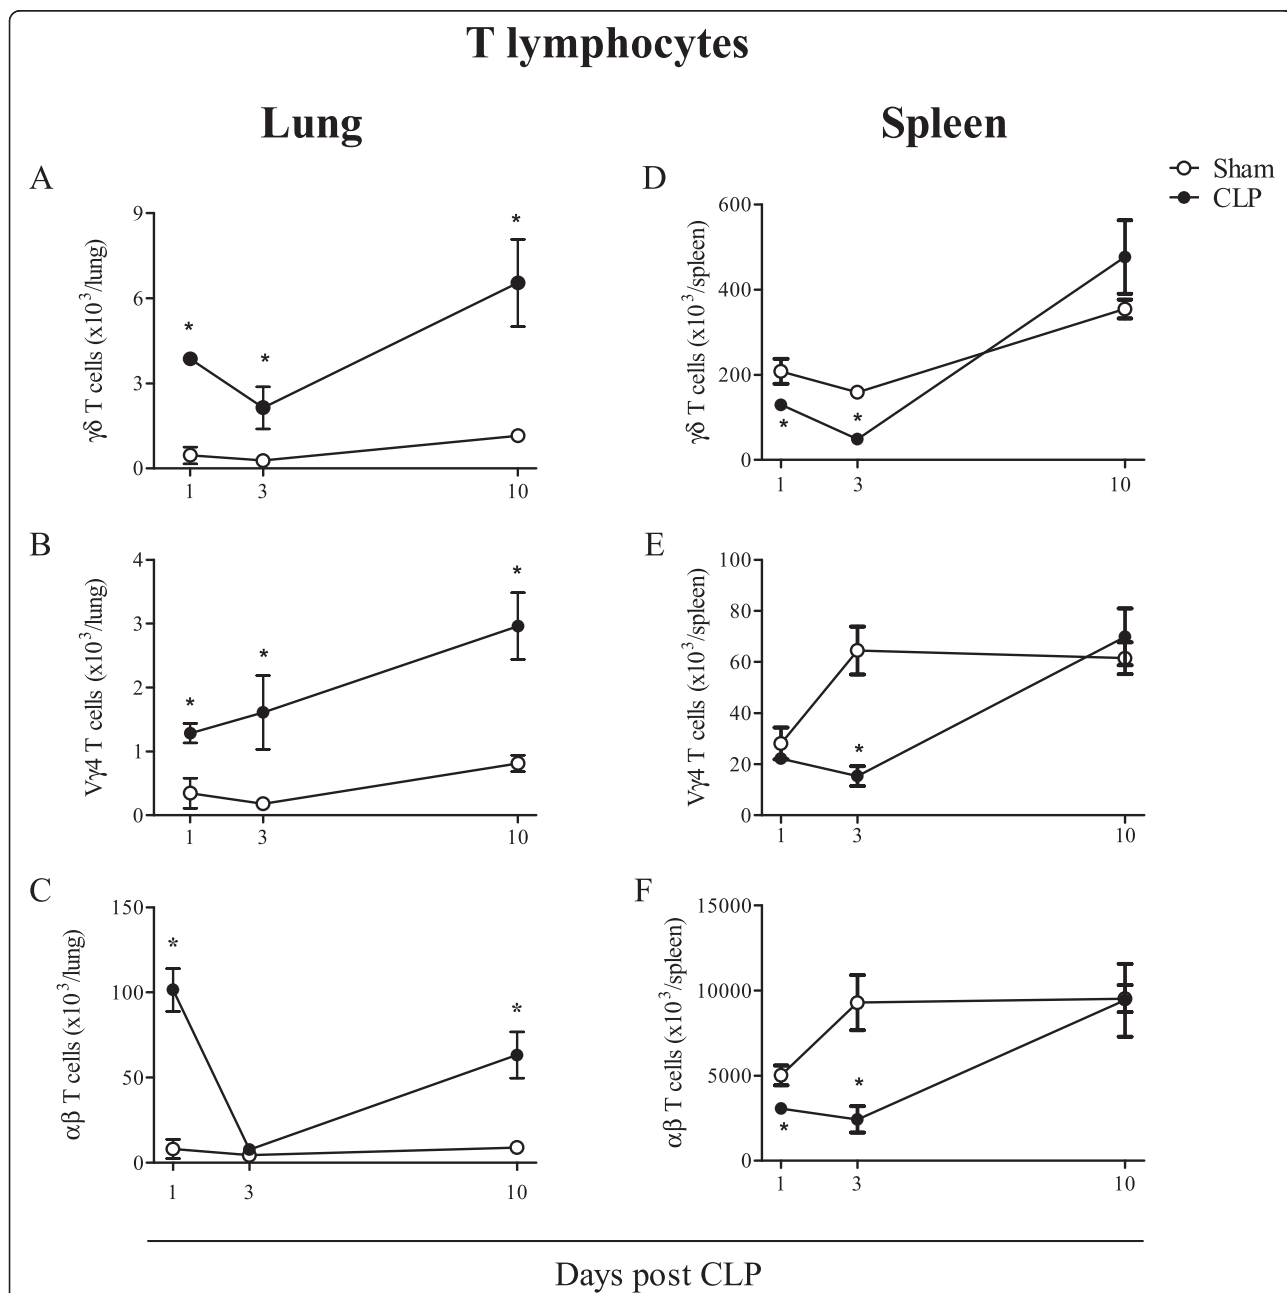 T lymphocytes
Lung
Spleen
Sham
CLP
A
γδ T cells (x10³/lung)
9
*
6
*
*
3
0
1 3 10
D
γδ T cells (x10³/spleen)
600
400
200
*
*
0
1 3 10
B
Vγ4 T cells (x10³/lung)
4
*
3
*
2
*
1
0
1 3 10
E
Vγ4 T cells (x10³/spleen)
100
80
60
40
*
20
0
1 3 10
C
αβ T cells (x10³/lung)
150
*
100
*
50
0
1 3 10
F
αβ T cells (x10³/spleen)
15000
10000
5000
*
*
0
1 3 10
Days post CLP